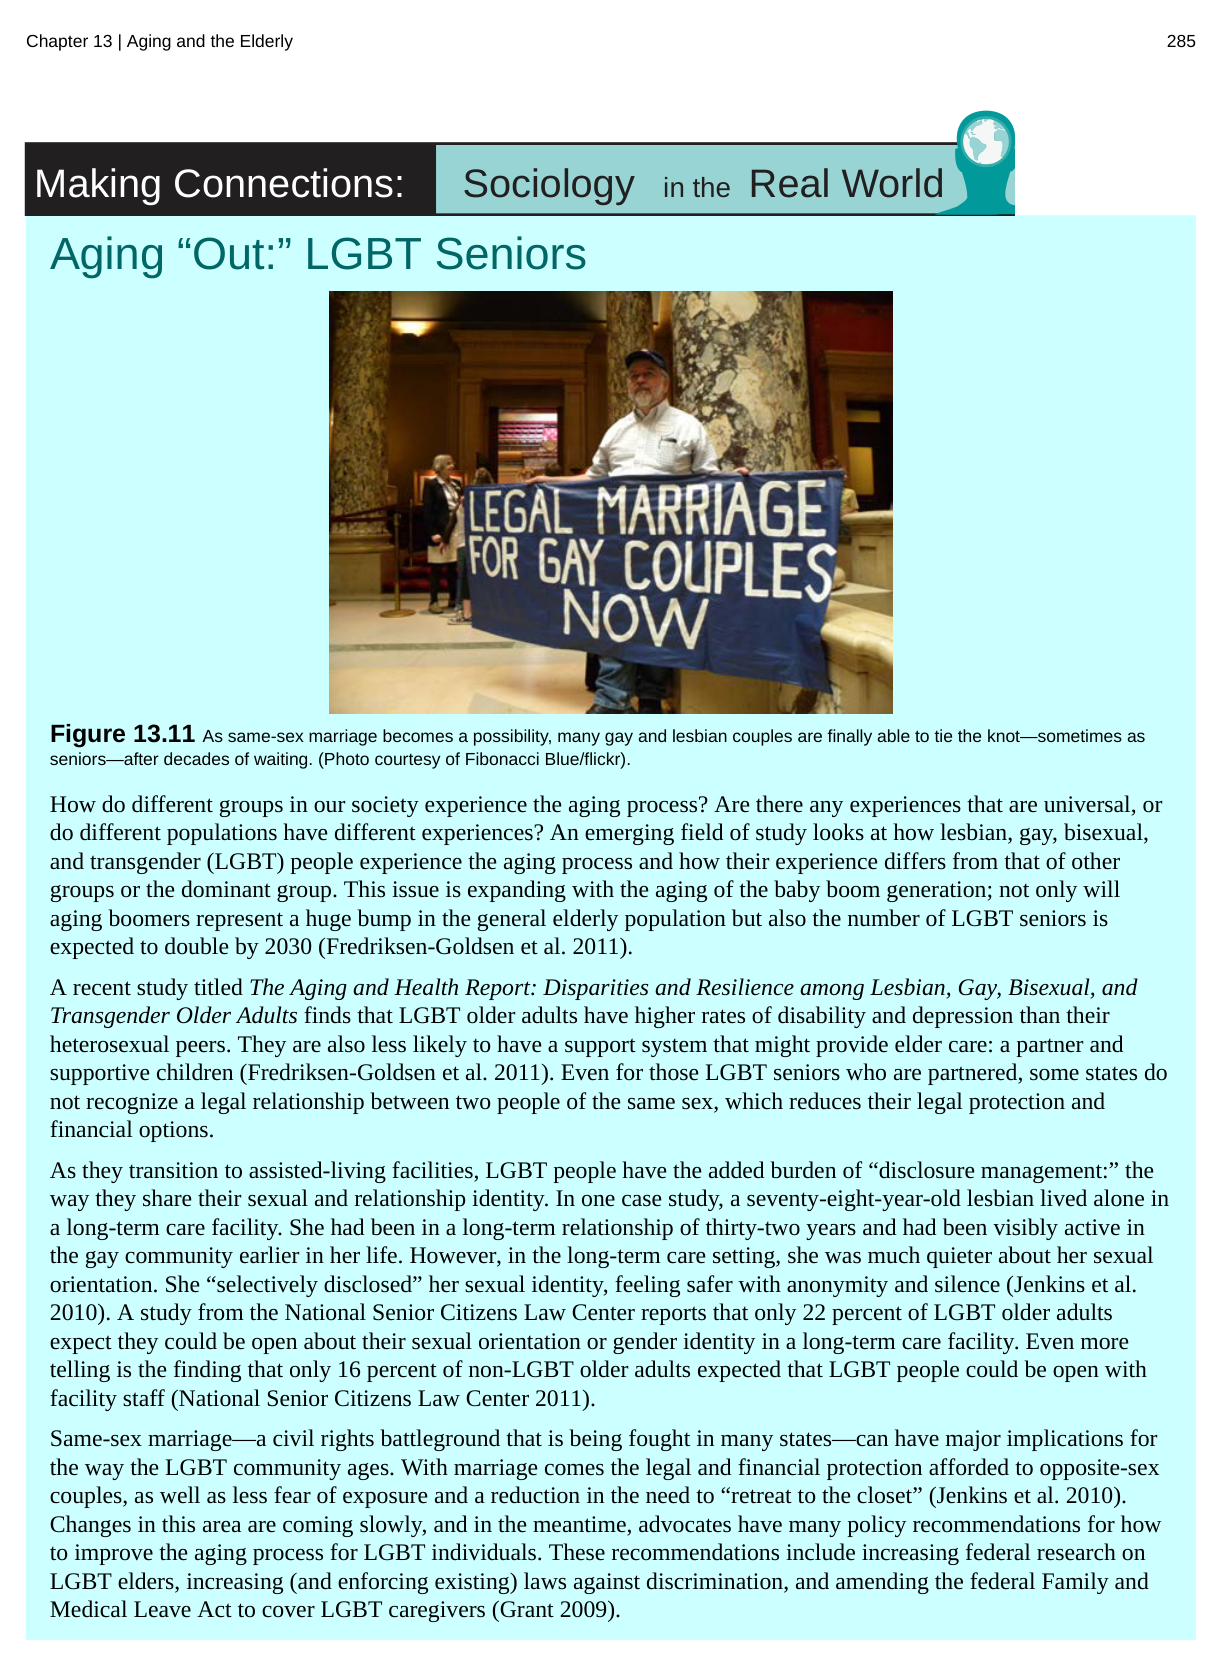 Chapter 13 | Aging and the Elderly
285
Making Connections: Sociology in the Real World
Aging “Out:” LGBT Seniors
LEGAL MARRIAGE
FOR GAY COUPLES
NOW
Figure 13.11 As same-sex marriage becomes a possibility, many gay and lesbian couples are finally able to tie the knot—sometimes as
seniors—after decades of waiting. (Photo courtesy of Fibonacci Blue/flickr).
How do different groups in our society experience the aging process? Are there any experiences that are universal, or
do different populations have different experiences? An emerging field of study looks at how lesbian, gay, bisexual,
and transgender (LGBT) people experience the aging process and how their experience differs from that of other
groups or the dominant group. This issue is expanding with the aging of the baby boom generation; not only will
aging boomers represent a huge bump in the general elderly population but also the number of LGBT seniors is
expected to double by 2030 (Fredriksen-Goldsen et al. 2011).
A recent study titled The Aging and Health Report: Disparities and Resilience among Lesbian, Gay, Bisexual, and
Transgender Older Adults finds that LGBT older adults have higher rates of disability and depression than their
heterosexual peers. They are also less likely to have a support system that might provide elder care: a partner and
supportive children (Fredriksen-Goldsen et al. 2011). Even for those LGBT seniors who are partnered, some states do
not recognize a legal relationship between two people of the same sex, which reduces their legal protection and
financial options.
As they transition to assisted-living facilities, LGBT people have the added burden of “disclosure management:” the
way they share their sexual and relationship identity. In one case study, a seventy-eight-year-old lesbian lived alone in
a long-term care facility. She had been in a long-term relationship of thirty-two years and had been visibly active in
the gay community earlier in her life. However, in the long-term care setting, she was much quieter about her sexual
orientation. She “selectively disclosed” her sexual identity, feeling safer with anonymity and silence (Jenkins et al.
2010). A study from the National Senior Citizens Law Center reports that only 22 percent of LGBT older adults
expect they could be open about their sexual orientation or gender identity in a long-term care facility. Even more
telling is the finding that only 16 percent of non-LGBT older adults expected that LGBT people could be open with
facility staff (National Senior Citizens Law Center 2011).
Same-sex marriage—a civil rights battleground that is being fought in many states—can have major implications for
the way the LGBT community ages. With marriage comes the legal and financial protection afforded to opposite-sex
couples, as well as less fear of exposure and a reduction in the need to “retreat to the closet” (Jenkins et al. 2010).
Changes in this area are coming slowly, and in the meantime, advocates have many policy recommendations for how
to improve the aging process for LGBT individuals. These recommendations include increasing federal research on
LGBT elders, increasing (and enforcing existing) laws against discrimination, and amending the federal Family and
Medical Leave Act to cover LGBT caregivers (Grant 2009).